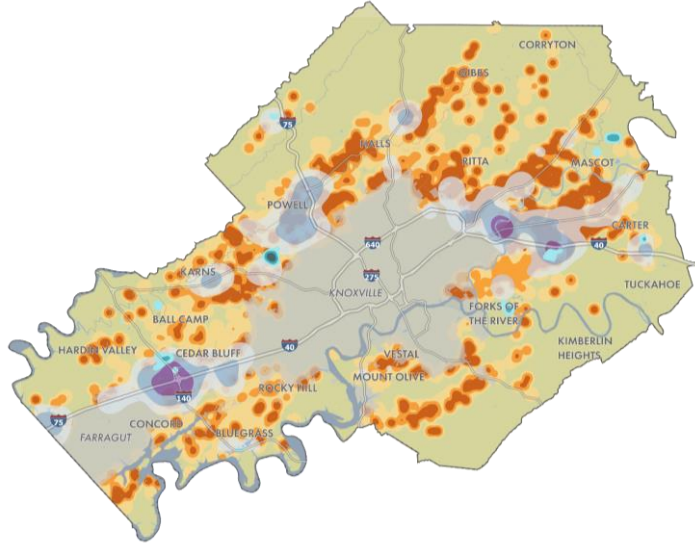 CORRYTON
GIBBS
75
HALLS
RITTA
MASCOT
POWELL
CARTER
640
40
275
KARNS
TUCKAHOE
KNOXVILLE
FORKS OF
THE RIVER
BALL CAMP
KIMBERLIN
HEIGHTS
HARDIN VALLEY
CEDAR BLUFF
40
VESTAL
MOUNT OLIVE
ROCKY HILL
140
75
CONCORD
BLUEGRASS
FARRAGUT